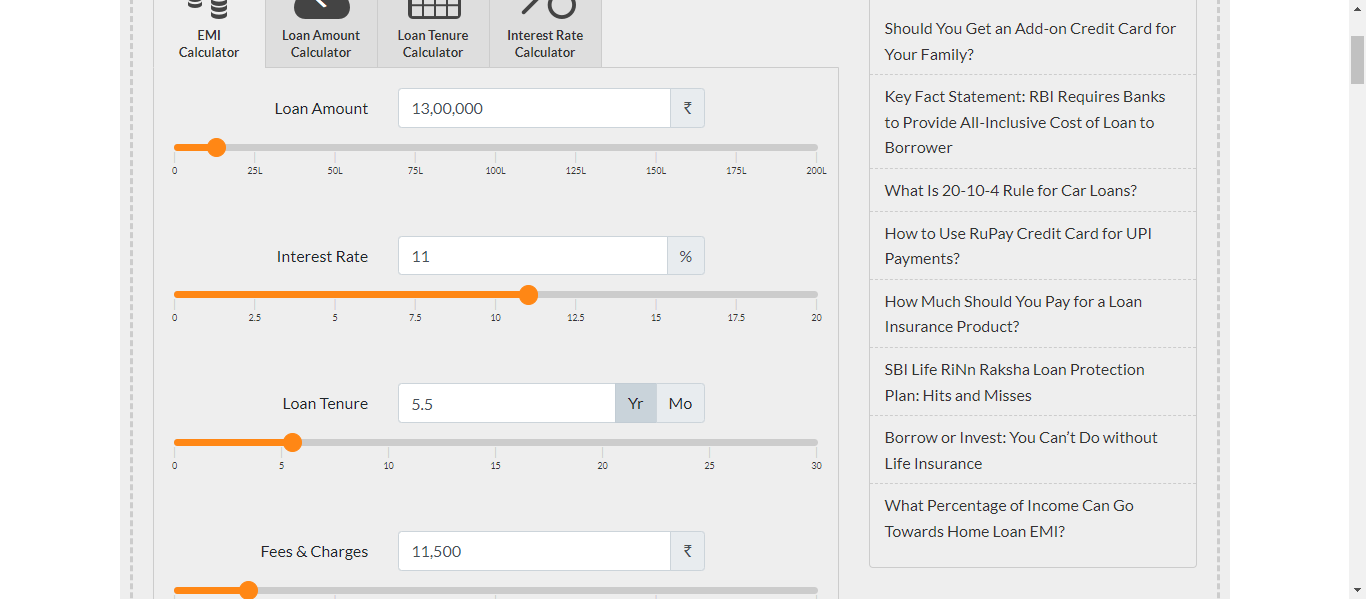 EMI
Calculator
Loan Amount
Calculator
Loan Tenure
Calculator
Interest Rate
Calculator
Loan Amount
13,00,000
₹
0 25L 50L 75L 100L 125L 150L 175L 200L
Interest Rate
11
%
0 2.5 5 7.5 10 12.5 15 17.5 20
Loan Tenure
5.5
Yr Mo
0 5 10 15 20 25 30
Fees & Charges
11,500
₹
Should You Get an Add-on Credit Card for
Your Family?
Key Fact Statement: RBI Requires Banks
to Provide All-Inclusive Cost of Loan to
Borrower
What Is 20-10-4 Rule for Car Loans?
How to Use RuPay Credit Card for UPI
Payments?
How Much Should You Pay for a Loan
Insurance Product?
SBI Life RiNn Raksha Loan Protection
Plan: Hits and Misses
Borrow or Invest: You Can’t Do without
Life Insurance
What Percentage of Income Can Go
Towards Home Loan EMI?